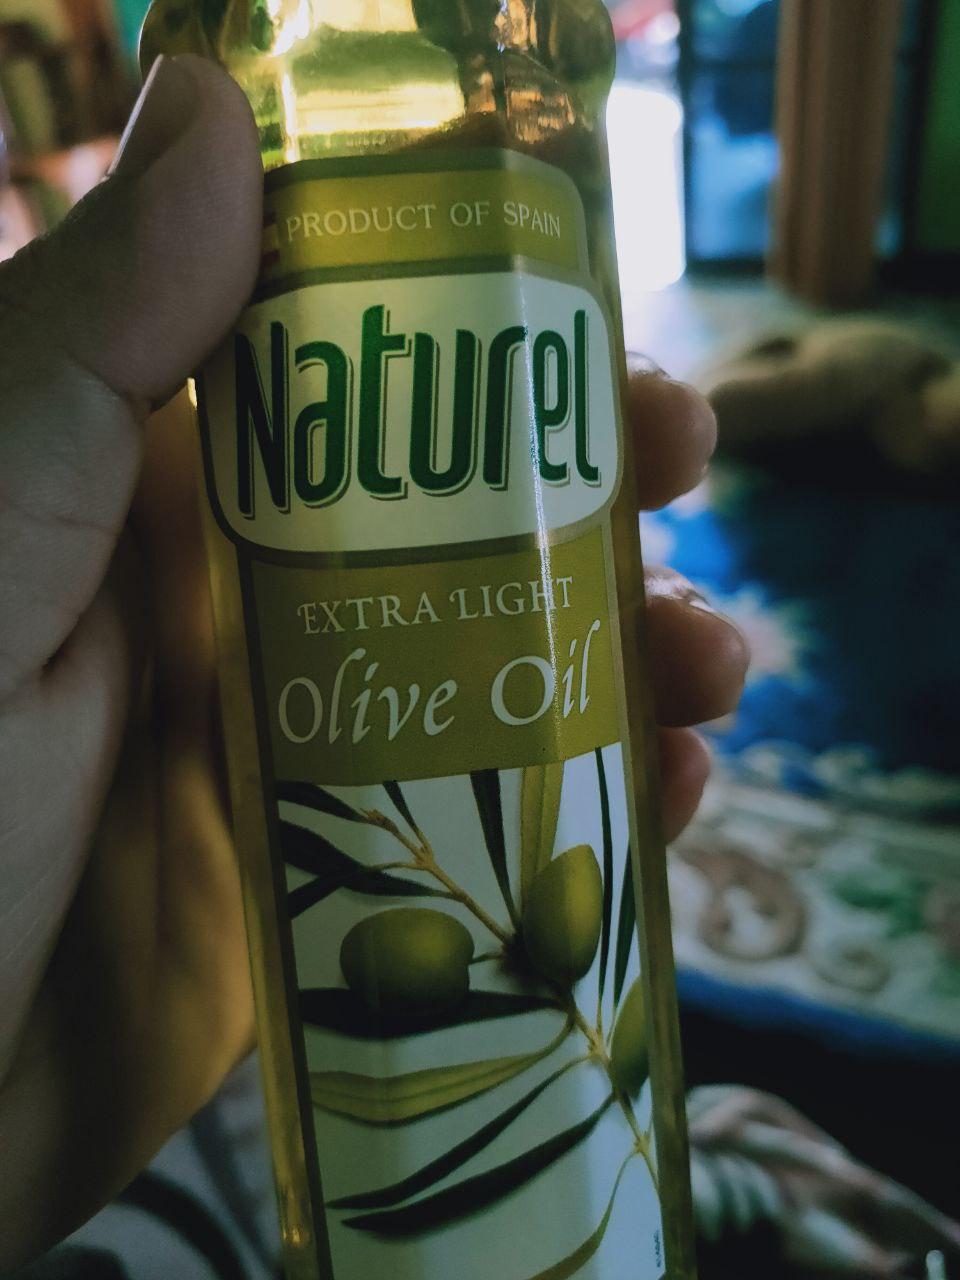 PRODUCT OF SPAIN
Naturel
EXTRA LIGHT
Olive Oil